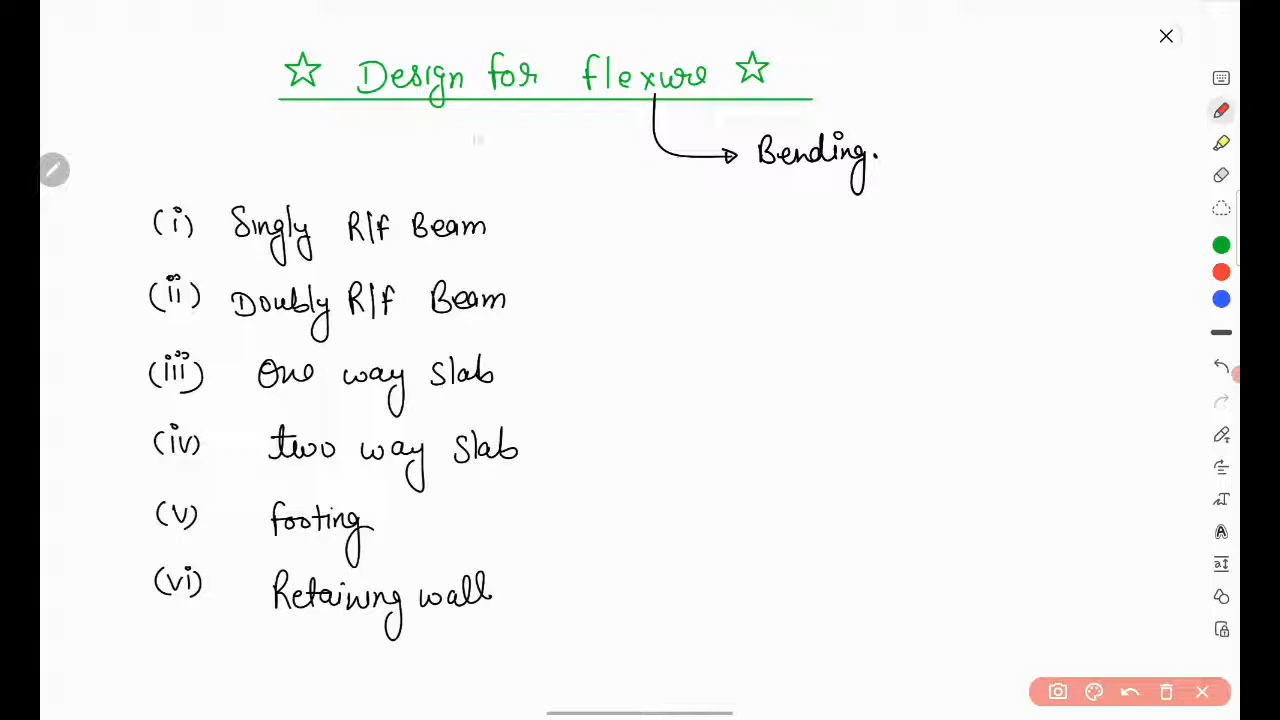 ☆ Design for flexure ☆
Bending.
(i) Singly R/f Beam
(ii) Doubly R/f Beam
(iii) One way slab
(iv) two way slab
(v) footing
(vi) Retaining wall